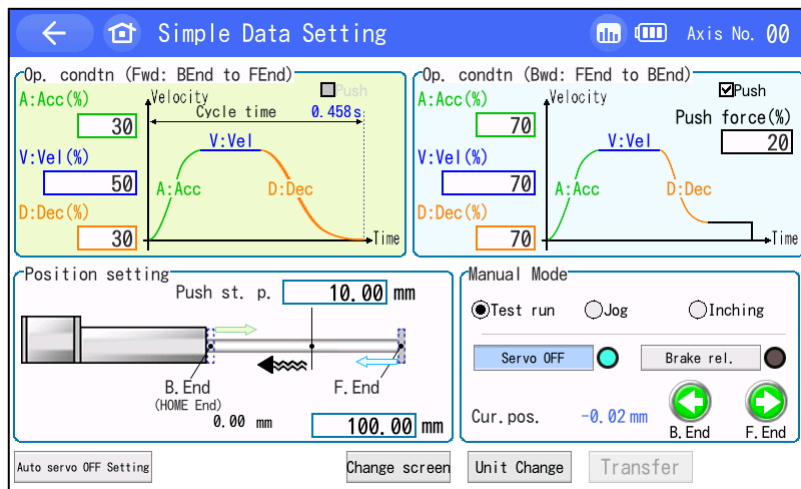 Simple Data Setting
Axis No. 00
Op. condtn (Fwd: BEnd to FEnd)
Push
A:Acc(%)
30
V:Vel(%)
50
D:Dec(%)
30
Velocity
Cycle time 0.458s
V:Vel
A:Acc
D:Dec
Time
Op. condtn (Bwd: FEnd to BEnd)
Push
A:Acc(%)
70
V:Vel(%)
70
D:Dec(%)
70
Velocity
Push force(%)
20
V:Vel
A:Acc
D:Dec
Time
Position setting
Push st. p. 10.00 mm
B.End
(HOME End)
0.00 mm
F.End
100.00 mm
Manual Mode
Test run Jog Inching
Servo OFF Brake rel.
Cur.pos. -0.02 mm
B.End F.End
Auto servo OFF Setting Change screen Unit Change Transfer